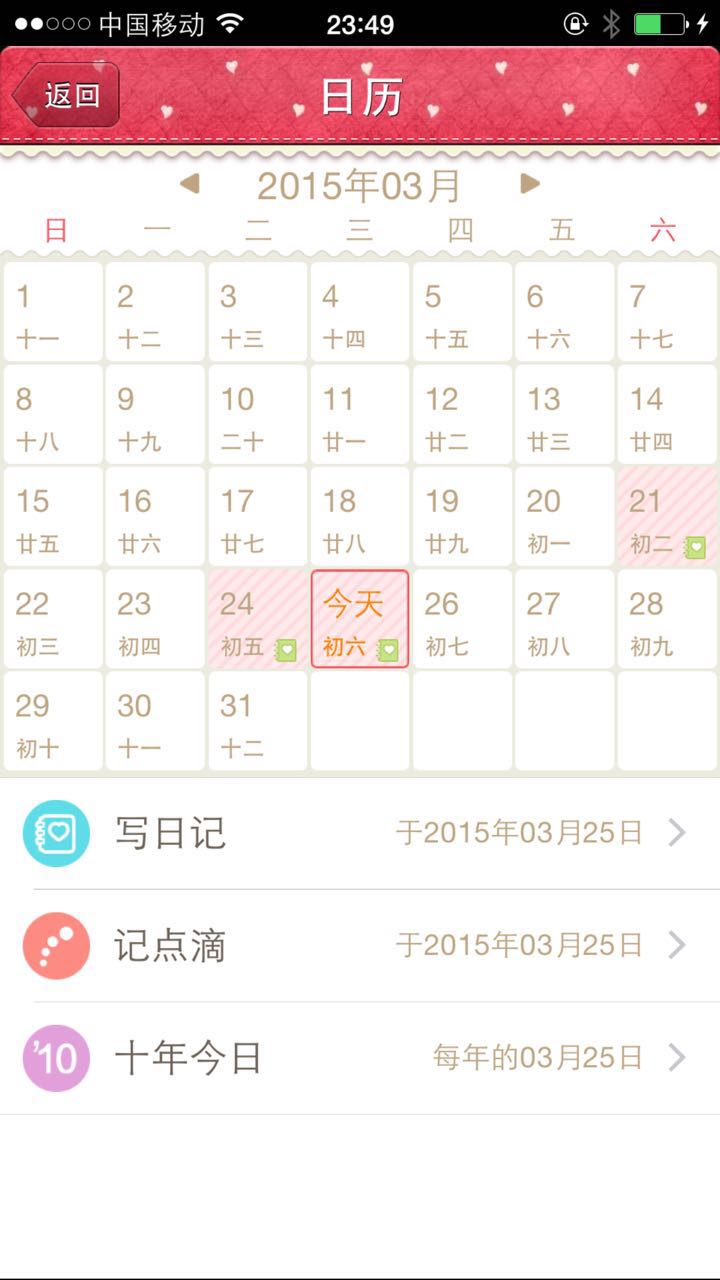 中国移动 23:49
返回 日历
2015年03月
日 一 二 三 四 五 六
1 2 3 4 5 6 7
十一 十二 十三 十四 十五 十六 十七
8 9 10 11 12 13 14
十八 十九 二十 廿一 廿二 廿三 廿四
15 16 17 18 19 20 21
廿五 廿六 廿七 廿八 廿九 初一 初二
22 23 24 今天 26 27 28
初三 初四 初五 初六 初七 初八 初九
29 30 31
初十 十一 十二
写日记 于2015年03月25日
记点滴 于2015年03月25日
'10 十年今日 每年的03月25日